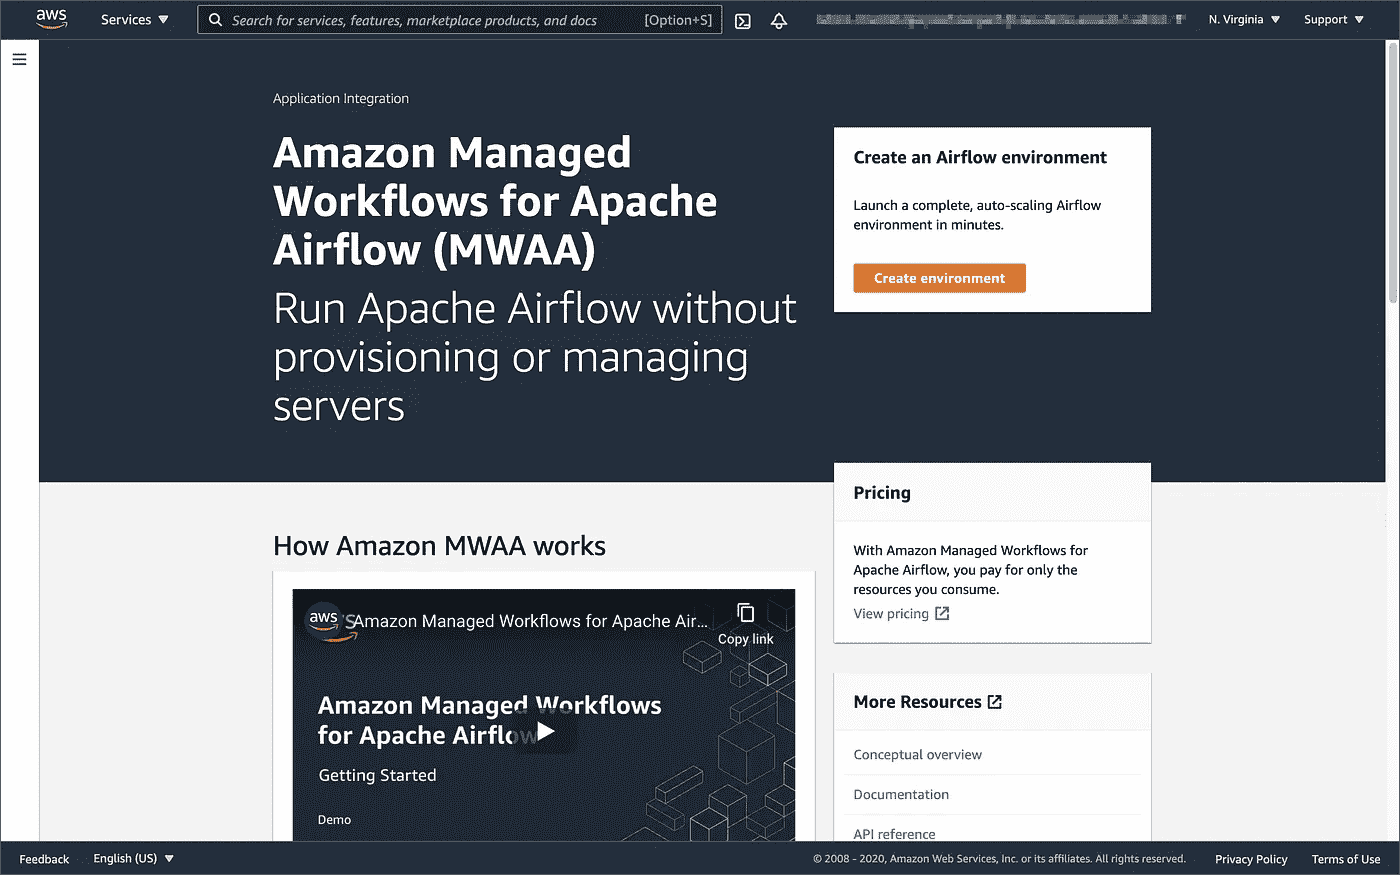 aws
Services
Search for services, features, marketplace products, and docs
[Option+S]
N. Virginia
Support
Application Integration
Amazon Managed
Workflows for Apache
Airflow (MWAA)
Run Apache Airflow without
provisioning or managing
servers
Create an Airflow environment
Launch a complete, auto-scaling Airflow
environment in minutes.
Create environment
Pricing
With Amazon Managed Workflows for
Apache Airflow, you pay for only the
resources you consume.
View pricing
How Amazon MWAA works
aws
Amazon Managed Workflows for Apache Air...
Copy link
Amazon Managed Workflows
for Apache Airflow
Getting Started
Demo
More Resources
Conceptual overview
Documentation
API reference
Feedback
English (US)
© 2008 - 2020, Amazon Web Services, Inc. or its affiliates. All rights reserved.
Privacy Policy
Terms of Use